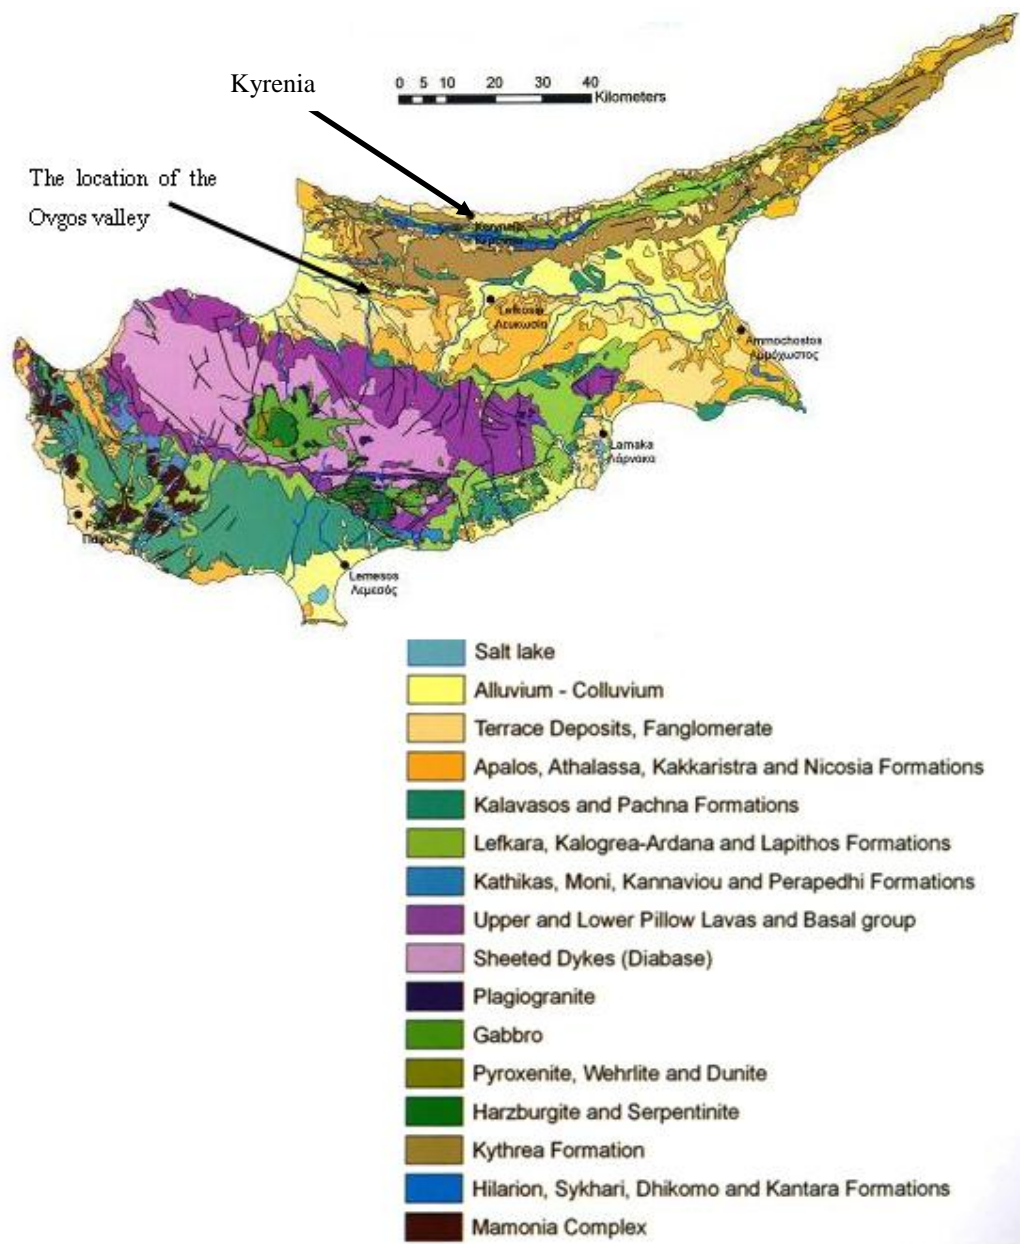 Kyrenia
0 5 10 20 30 40
Kilometers
The location of the
Ovgos valley
Lefkosia
Λευκωσία
Ammochostos
Αμμόχωστος
Larnaka
Λάρνακα
Πάφος
Lemesos
Λεμεσός
Salt lake
Alluvium - Colluvium
Terrace Deposits, Fanglomerate
Apalos, Athalassa, Kakkaristra and Nicosia Formations
Kalavasos and Pachna Formations
Lefkara, Kalogrea-Ardana and Lapithos Formations
Kathikas, Moni, Kannaviou and Perapedhi Formations
Upper and Lower Pillow Lavas and Basal group
Sheeted Dykes (Diabase)
Plagiogranite
Gabbro
Pyroxenite, Wehrlite and Dunite
Harzburgite and Serpentinite
Kythrea Formation
Hilarion, Sykhari, Dhikomo and Kantara Formations
Mamonia Complex